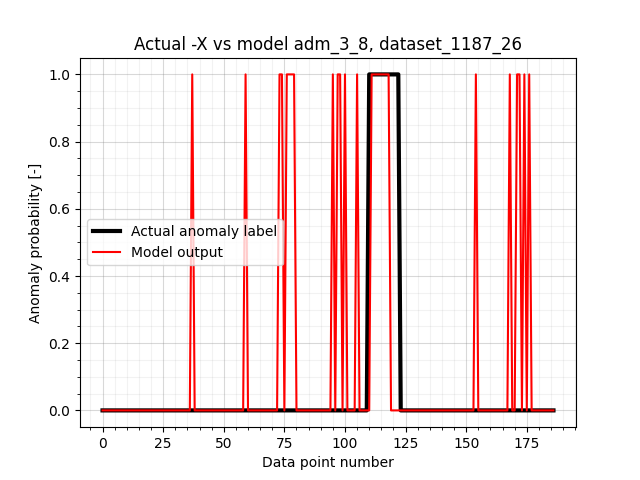 Actual -X vs model adm_3_8, dataset_1187_26
Anomaly probability [-]
1.0
0.8
0.6
0.4
0.2
0.0
Actual anomaly label
Model output
0 25 50 75 100 125 150 175
Data point number